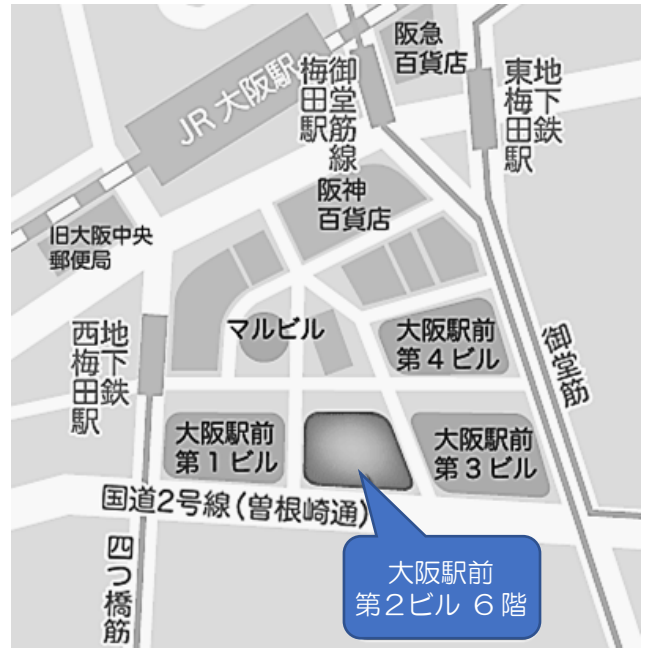 阪急
百貨店
JR大阪駅
御堂筋線
梅田駅
地下鉄
東梅田駅
阪神
百貨店
旧大阪中央
郵便局
マルビル
大阪駅前
第4ビル
御堂筋
地下鉄
西梅田駅
大阪駅前
第1ビル
大阪駅前
第3ビル
国道2号線(曽根崎通)
四つ橋筋
大阪駅前
第2ビル 6階